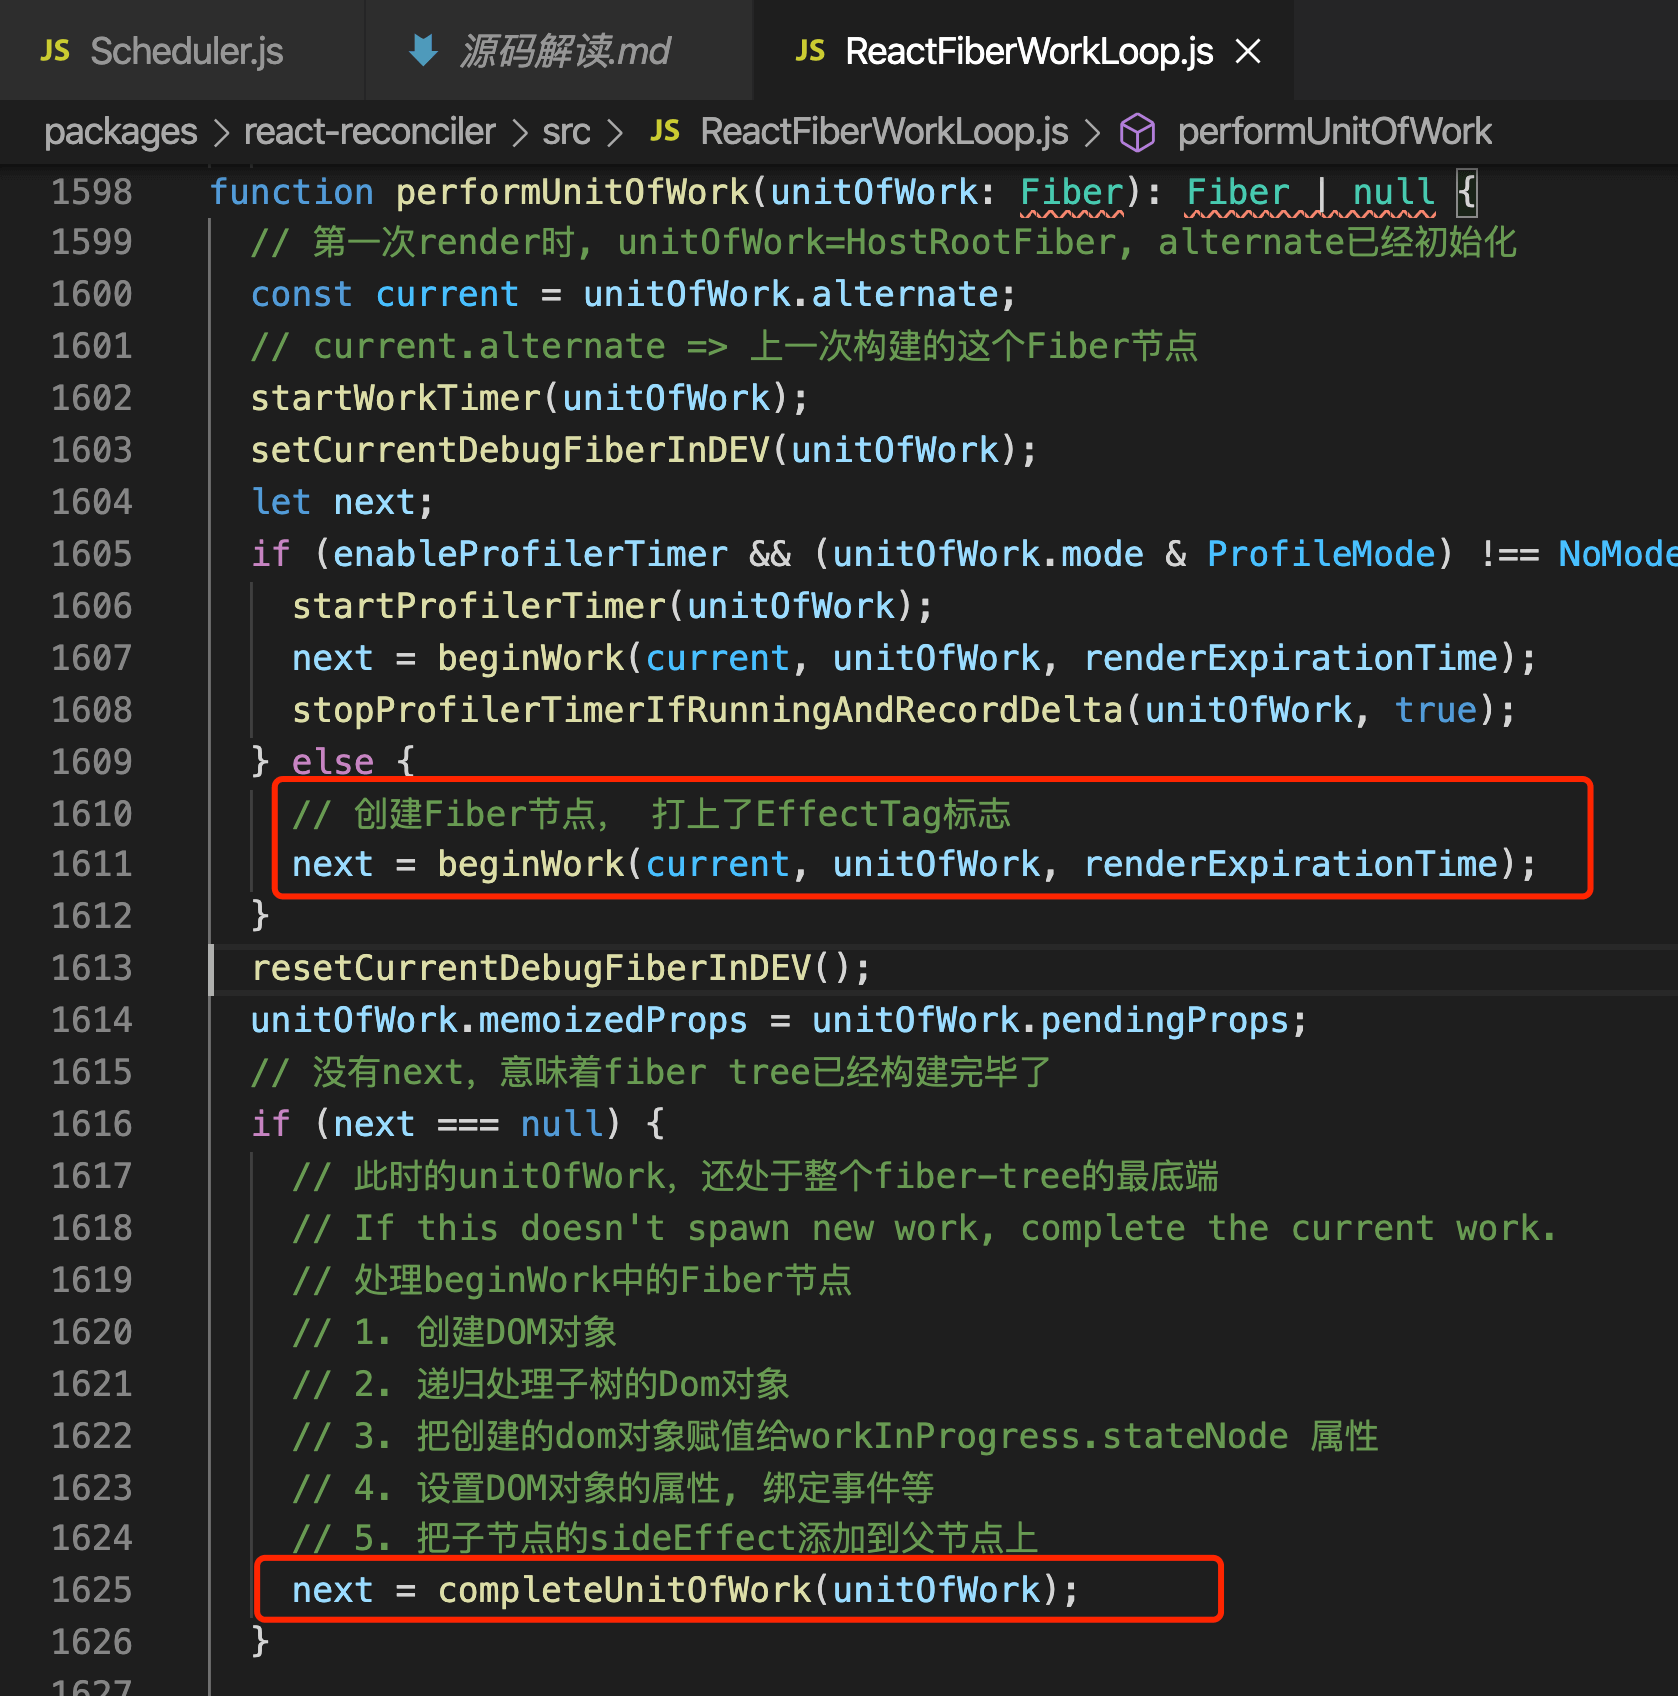 JS Scheduler.js 源码解读.md JS ReactFiberWorkLoop.js
packages > react-reconciler > src > JS ReactFiberWorkLoop.js > performUnitOfWork
1598 function performUnitOfWork(unitOfWork: Fiber): Fiber | null {
1599 // 第一次render时, unitOfWork=HostRootFiber, alternate已经初始化
1600 const current = unitOfWork.alternate;
1601 // current.alternate => 上一次构建的这个Fiber节点
1602 startWorkTimer(unitOfWork);
1603 setCurrentDebugFiberInDEV(unitOfWork);
1604 let next;
1605 if (enableProfilerTimer && (unitOfWork.mode & ProfileMode) !== NoMode
1606 startProfilerTimer(unitOfWork);
1607 next = beginWork(current, unitOfWork, renderExpirationTime);
1608 stopProfilerTimerIfRunningAndRecordDelta(unitOfWork, true);
1609 } else {
1610 // 创建Fiber节点， 打上了EffectTag标志
1611 next = beginWork(current, unitOfWork, renderExpirationTime);
1612 }
1613 resetCurrentDebugFiberInDEV();
1614 unitOfWork.memoizedProps = unitOfWork.pendingProps;
1615 // 没有next，意味着fiber tree已经构建完毕了
1616 if (next === null) {
1617 // 此时的unitOfWork，还处于整个fiber-tree的最底端
1618 // If this doesn't spawn new work, complete the current work.
1619 // 处理beginWork中的Fiber节点
1620 // 1. 创建DOM对象
1621 // 2. 递归处理子树的Dom对象
1622 // 3. 把创建的dom对象赋值给workInProgress.stateNode 属性
1623 // 4. 设置DOM对象的属性, 绑定事件等
1624 // 5. 把子节点的sideEffect添加到父节点上
1625 next = completeUnitOfWork(unitOfWork);
1626 }
1627